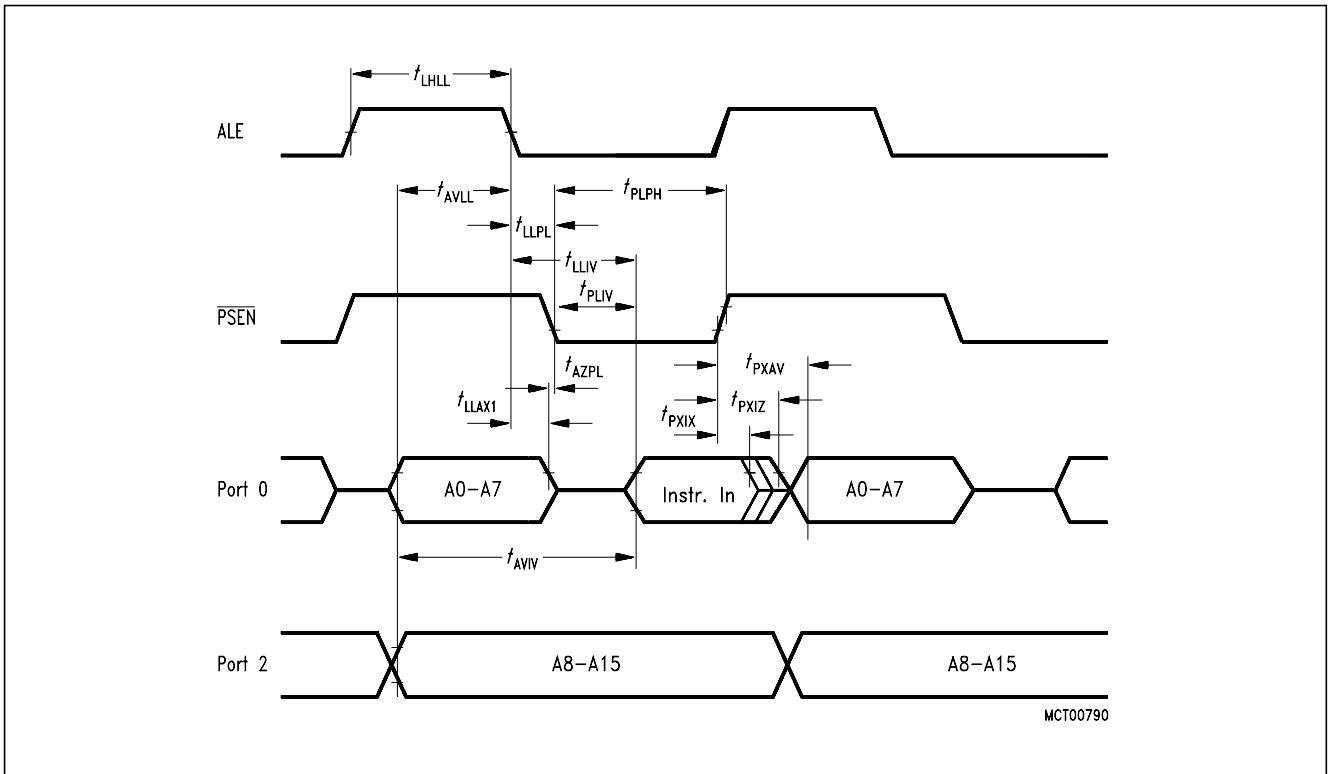 tLHLL
ALE
tAVLL
tPLPH
tLLPL
tLLIV
tPLIV
PSEN
tAZPL
tPXAV
tLLAX1
tPXIZ
tPXIX
Port 0
A0-A7
Instr. In
A0-A7
tAVIV
Port 2
A8-A15
A8-A15
MCT00790